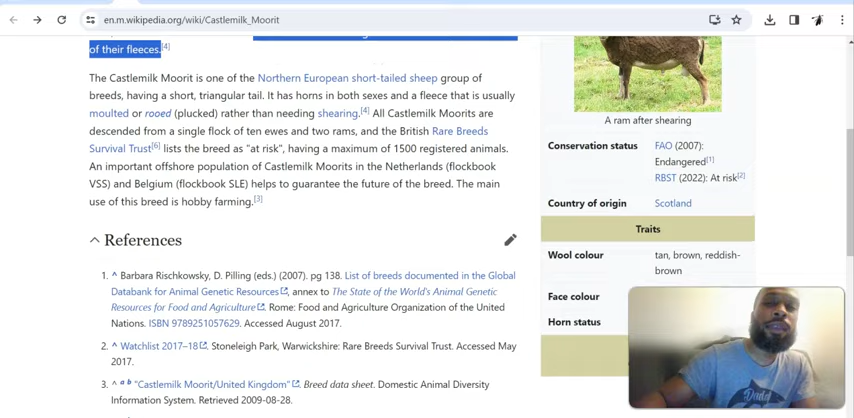 en.m.wikipedia.org/wiki/Castlemilk_Moorit
of their fleeces.[4]
The Castlemilk Moorit is one of the Northern European short-tailed sheep group of
breeds, having a short, triangular tail. It has horns in both sexes and a fleece that is usually
moulted or rooed (plucked) rather than needing shearing.[4] All Castlemilk Moorits are
descended from a single flock of ten ewes and two rams, and the British Rare Breeds
Survival Trust[6] lists the breed as "at risk", having a maximum of 1500 registered animals.
An important offshore population of Castlemilk Moorits in the Netherlands (flockbook
VSS) and Belgium (flockbook SLE) helps to guarantee the future of the breed. The main
use of this breed is hobby farming.[3]
References
1. ^ Barbara Rischkowsky, D. Pilling (eds.) (2007). pg 138. List of breeds documented in the Global
Databank for Animal Genetic Resources, annex to The State of the World's Animal Genetic
Resources for Food and Agriculture. Rome: Food and Agriculture Organization of the United
Nations. ISBN 9789251057629. Accessed August 2017.
2. ^ Watchlist 2017–18. Stoneleigh Park, Warwickshire: Rare Breeds Survival Trust. Accessed May
2017.
3. ^ a b "Castlemilk Moorit/United Kingdom". Breed data sheet. Domestic Animal Diversity
Information System. Retrieved 2009-08-28.
A ram after shearing
Conservation status FAO (2007):
Endangered[1]
RBST (2022): At risk[2]
Country of origin Scotland
Traits
Wool colour tan, brown, reddish-
brown
Face colour
Horn status